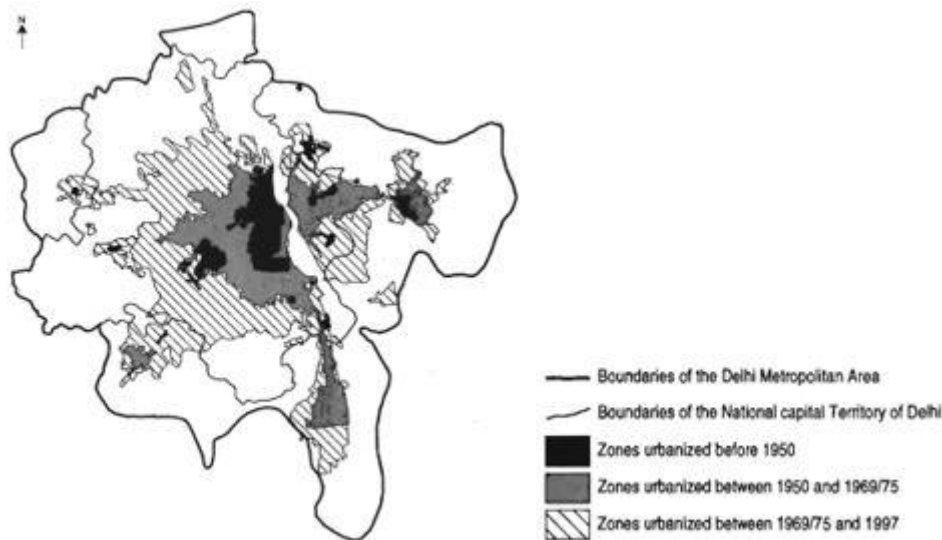 N
Boundaries of the Delhi Metropolitan Area
Boundaries of the National capital Territory of Delhi
Zones urbanized before 1950
Zones urbanized between 1950 and 1969/75
Zones urbanized between 1969/75 and 1997